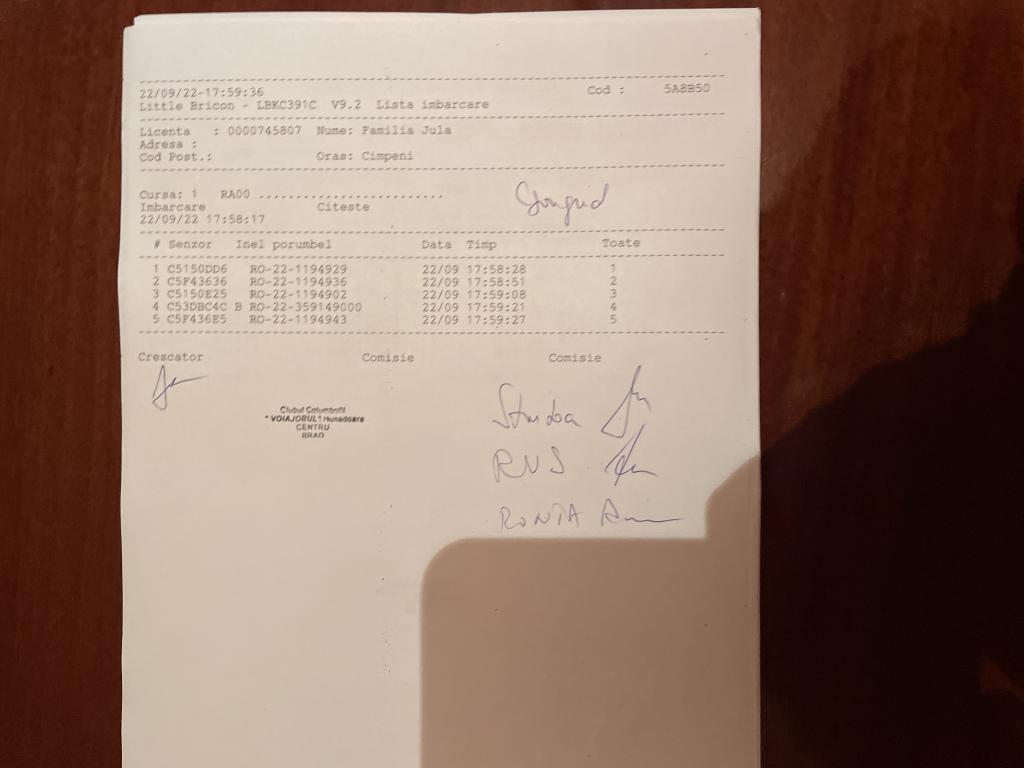 22/09/22-17:59:36 Cod : 5A8B50
Little Bricon - LBKC391C V9.2 Lista imbarcare
Licenta : 0000745807 Nume: Familia Jula
Adresa :
Cod Post.: Oras: Cimpeni
Cursa: 1 RA00 ........................
Imbarcare Citeste
22/09/22 17:58:17
# Senzor Inel porumbel Data Timp Toate
1 C5150DD6 RO-22-1194929 22/09 17:58:28 1
2 C5F43636 RO-22-1194936 22/09 17:58:51 2
3 C5150E25 RO-22-1194902 22/09 17:59:08 3
4 C53DBC4C B RO-22-359149000 22/09 17:59:21 4
5 C5F436E5 RO-22-1194943 22/09 17:59:27 5
Crescator Comisie Comisie
Clubul Columbofil
"VOIAJORUL" Hunedoara
CENTRU
BRAD
RUS